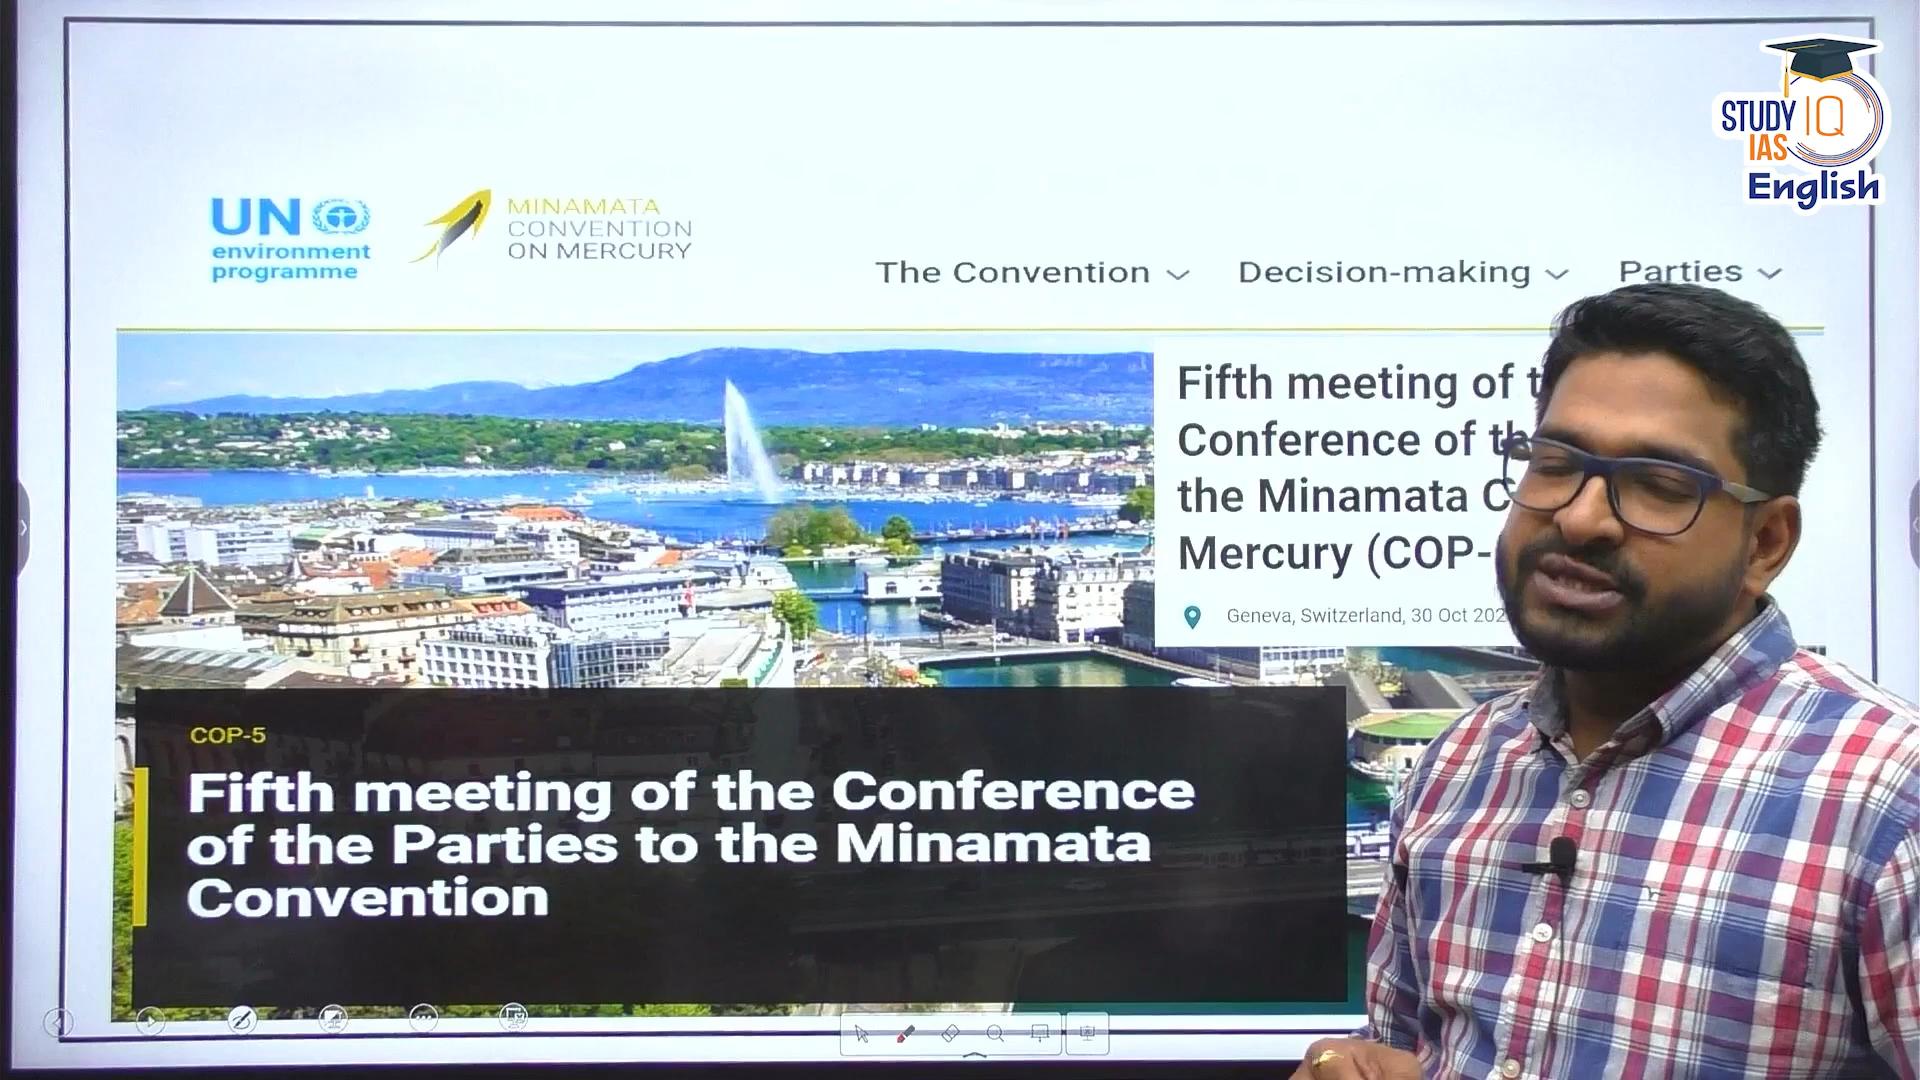 STUDY IQ
IAS
English
UN
environment
programme
MINAMATA
CONVENTION
ON MERCURY
The Convention
Decision-making
Parties
Fifth meeting of
Conference of
the Minamata
Mercury (COP-
Geneva, Switzerland, 30 Oct
COP-5
Fifth meeting of the Conference
of the Parties to the Minamata
Convention